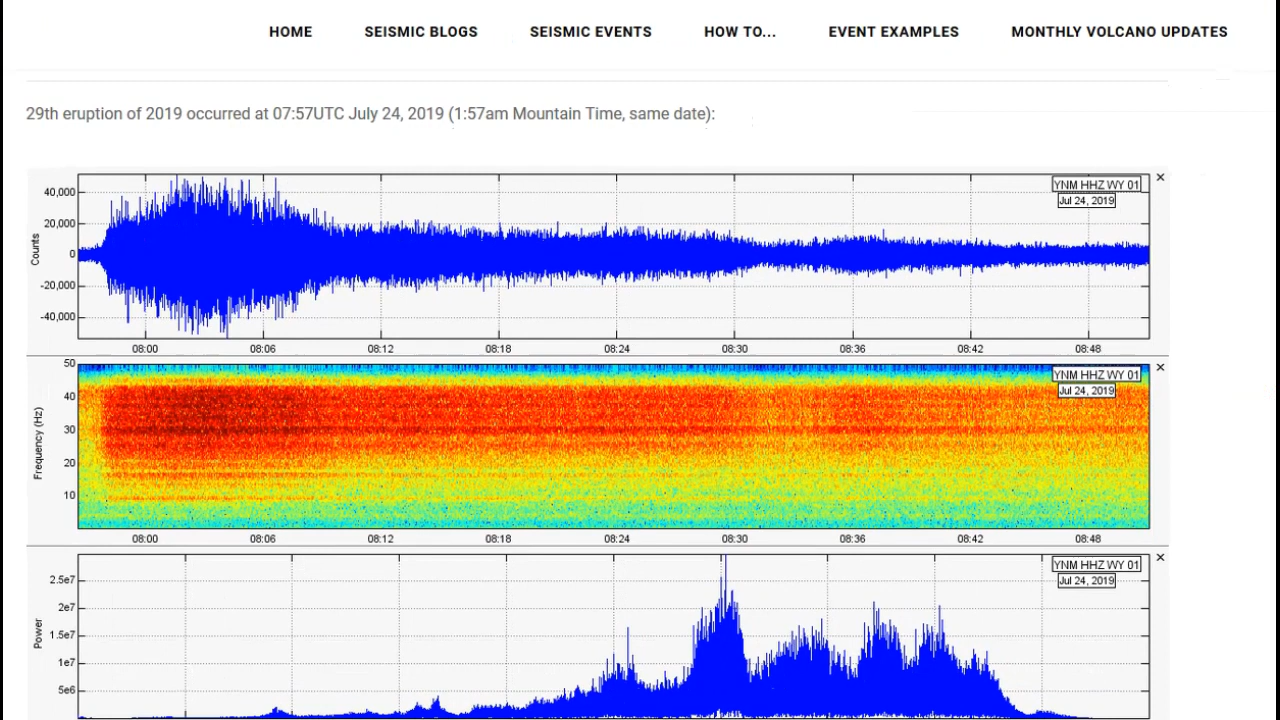 HOME SEISMIC BLOGS SEISMIC EVENTS HOW TO... EVENT EXAMPLES MONTHLY VOLCANO UPDATES
29th eruption of 2019 occurred at 07:57UTC July 24, 2019 (1:57am Mountain Time, same date):
YNM HHZ WY 01
Jul 24, 2019
Counts
40,000
20,000
0
-20,000
-40,000
08:00 08:06 08:12 08:18 08:24 08:30 08:36 08:42 08:48
YNM HHZ WY 01
Jul 24, 2019
Frequency (Hz)
50
40
30
20
10
08:00 08:06 08:12 08:18 08:24 08:30 08:36 08:42 08:48
YNM HHZ WY 01
Jul 24, 2019
Power
2.5e7
2e7
1.5e7
1e7
5e6